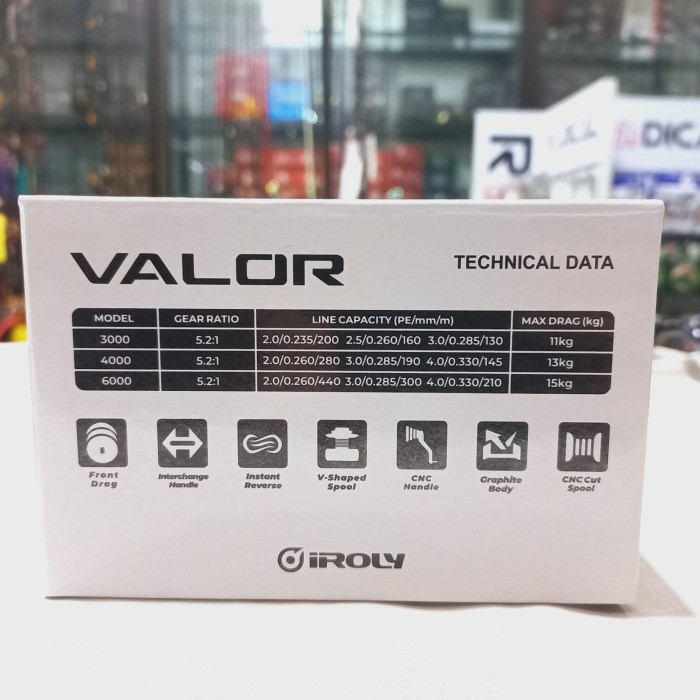 R
DICA
VALOR
TECHNICAL DATA
MODEL GEAR RATIO LINE CAPACITY (PE/mm/m) MAX DRAG (kg)
3000 5.2:1 2.0/0.235/200 2.5/0.260/160 3.0/0.285/130 11kg
4000 5.2:1 2.0/0.260/280 3.0/0.285/190 4.0/0.330/145 13kg
6000 5.2:1 2.0/0.260/440 3.0/0.285/300 4.0/0.330/210 15kg
Front
Drag
Interchange
Handle
Instant
Reverse
V-Shaped
Spool
CNC
Handle
Graphite
Body
CNC Cut
Spool
iROLY